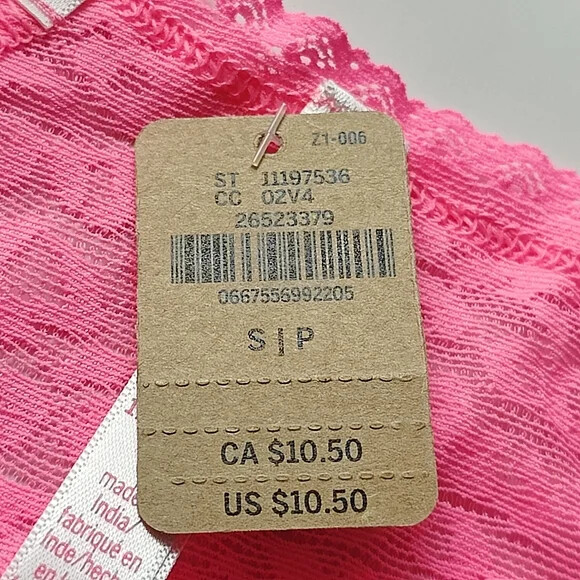 Z1-006
ST 11197536
CC 02V4
26523379
0667556992205
S|P
CA $10.50
US $10.50
made
India/
fabriqué en
Inde/hech
en